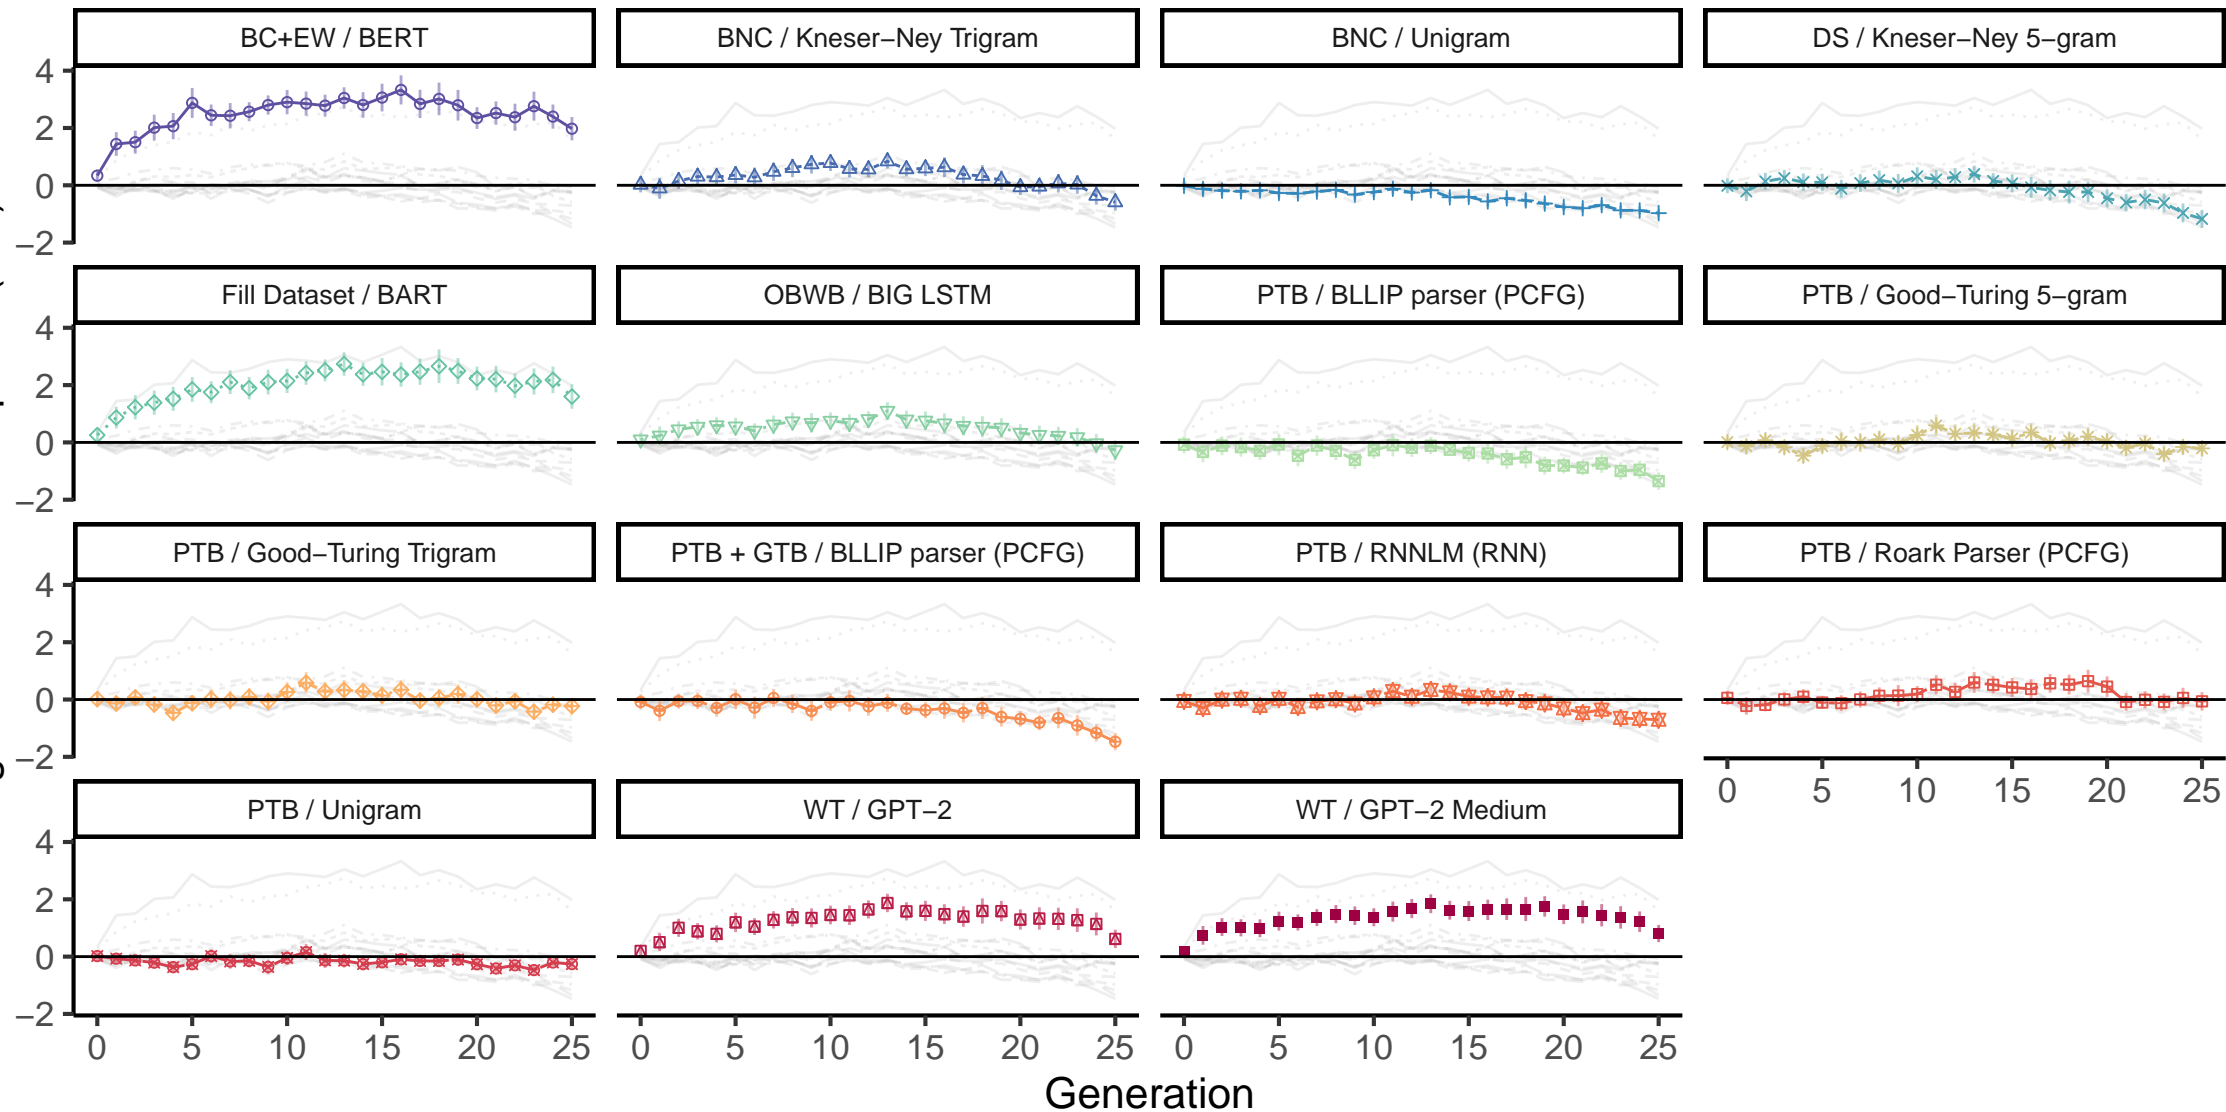 BC+EW / BERT
BNC / Kneser−Ney Trigram
BNC / Unigram
DS / Kneser−Ney 5−gram
4
2
0
−2
Fill Dataset / BART
OBWB / BIG LSTM
PTB / BLLIP parser (PCFG)
PTB / Good−Turing 5−gram
4
2
0
−2
PTB / Good−Turing Trigram
PTB + GTB / BLLIP parser (PCFG)
PTB / RNNLM (RNN)
PTB / Roark Parser (PCFG)
4
2
0
−2
0 5 10 15 20 25
PTB / Unigram
WT / GPT−2
WT / GPT−2 Medium
4
2
0
−2
0 5 10 15 20 25
0 5 10 15 20 25
0 5 10 15 20 25
Generation